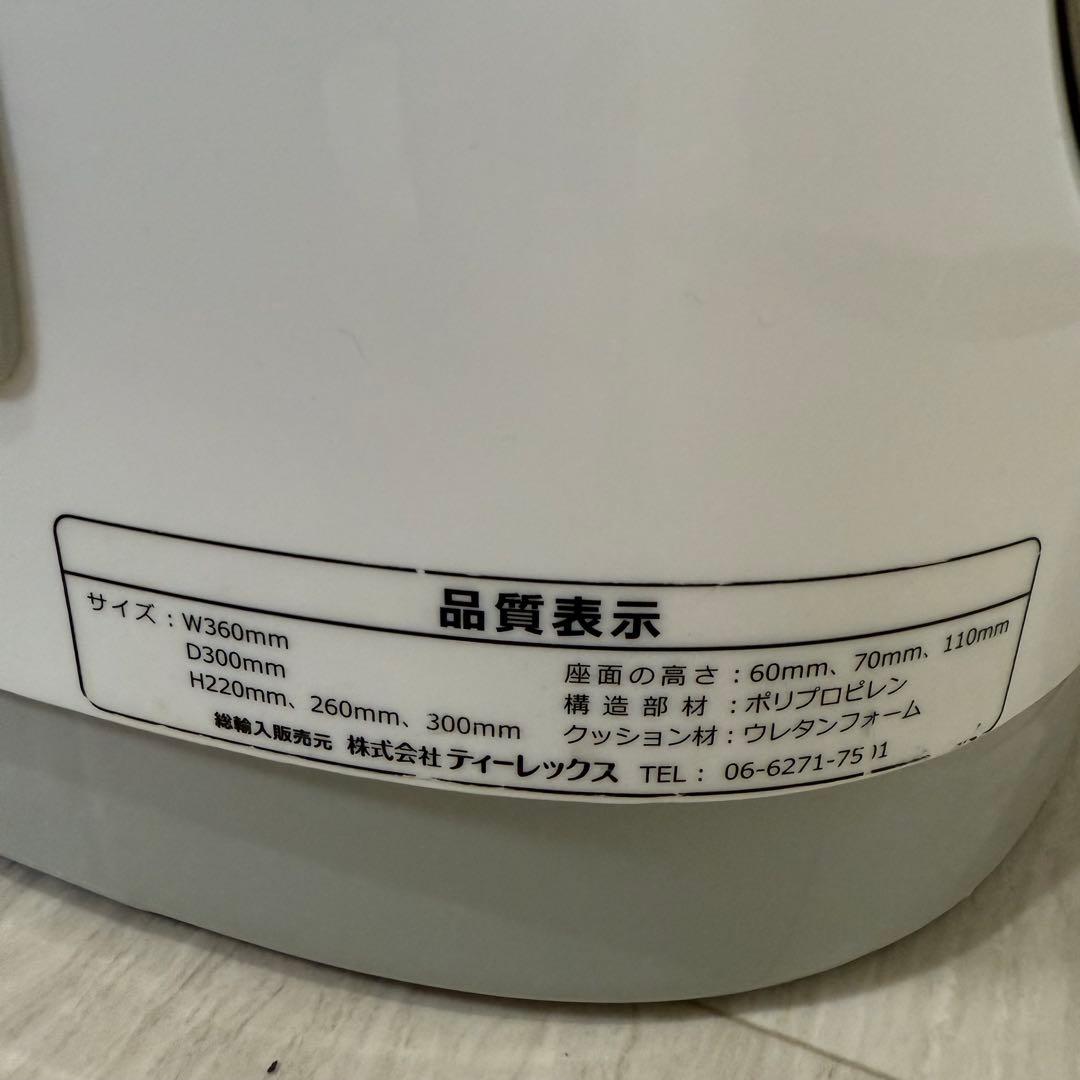 品質表示
サイズ：W360mm
D300mm
H220mm、260mm、300mm
座面の高さ：60mm、70mm、110mm
構造部材：ポリプロピレン
クッション材：ウレタンフォーム
総輸入販売元 株式会社ティーレックス TEL：